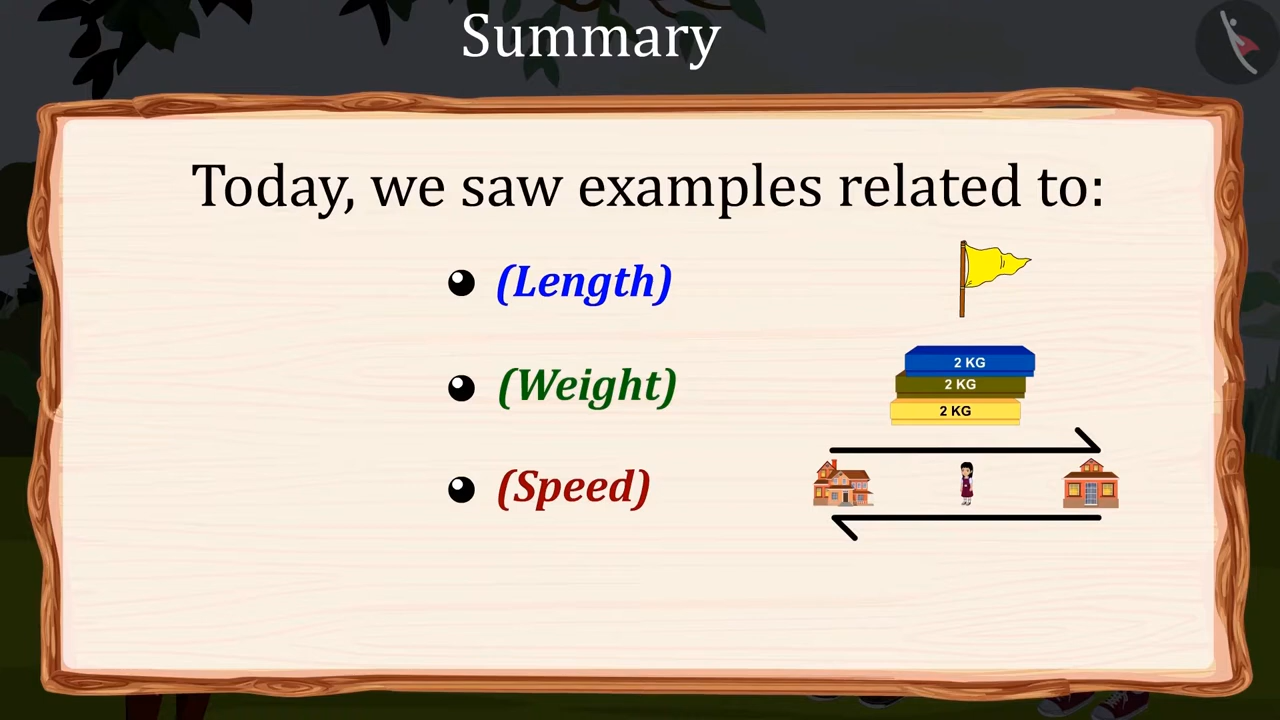 Summary
Today, we saw examples related to:
(Length)
(Weight)
(Speed)
2 KG
2 KG
2 KG